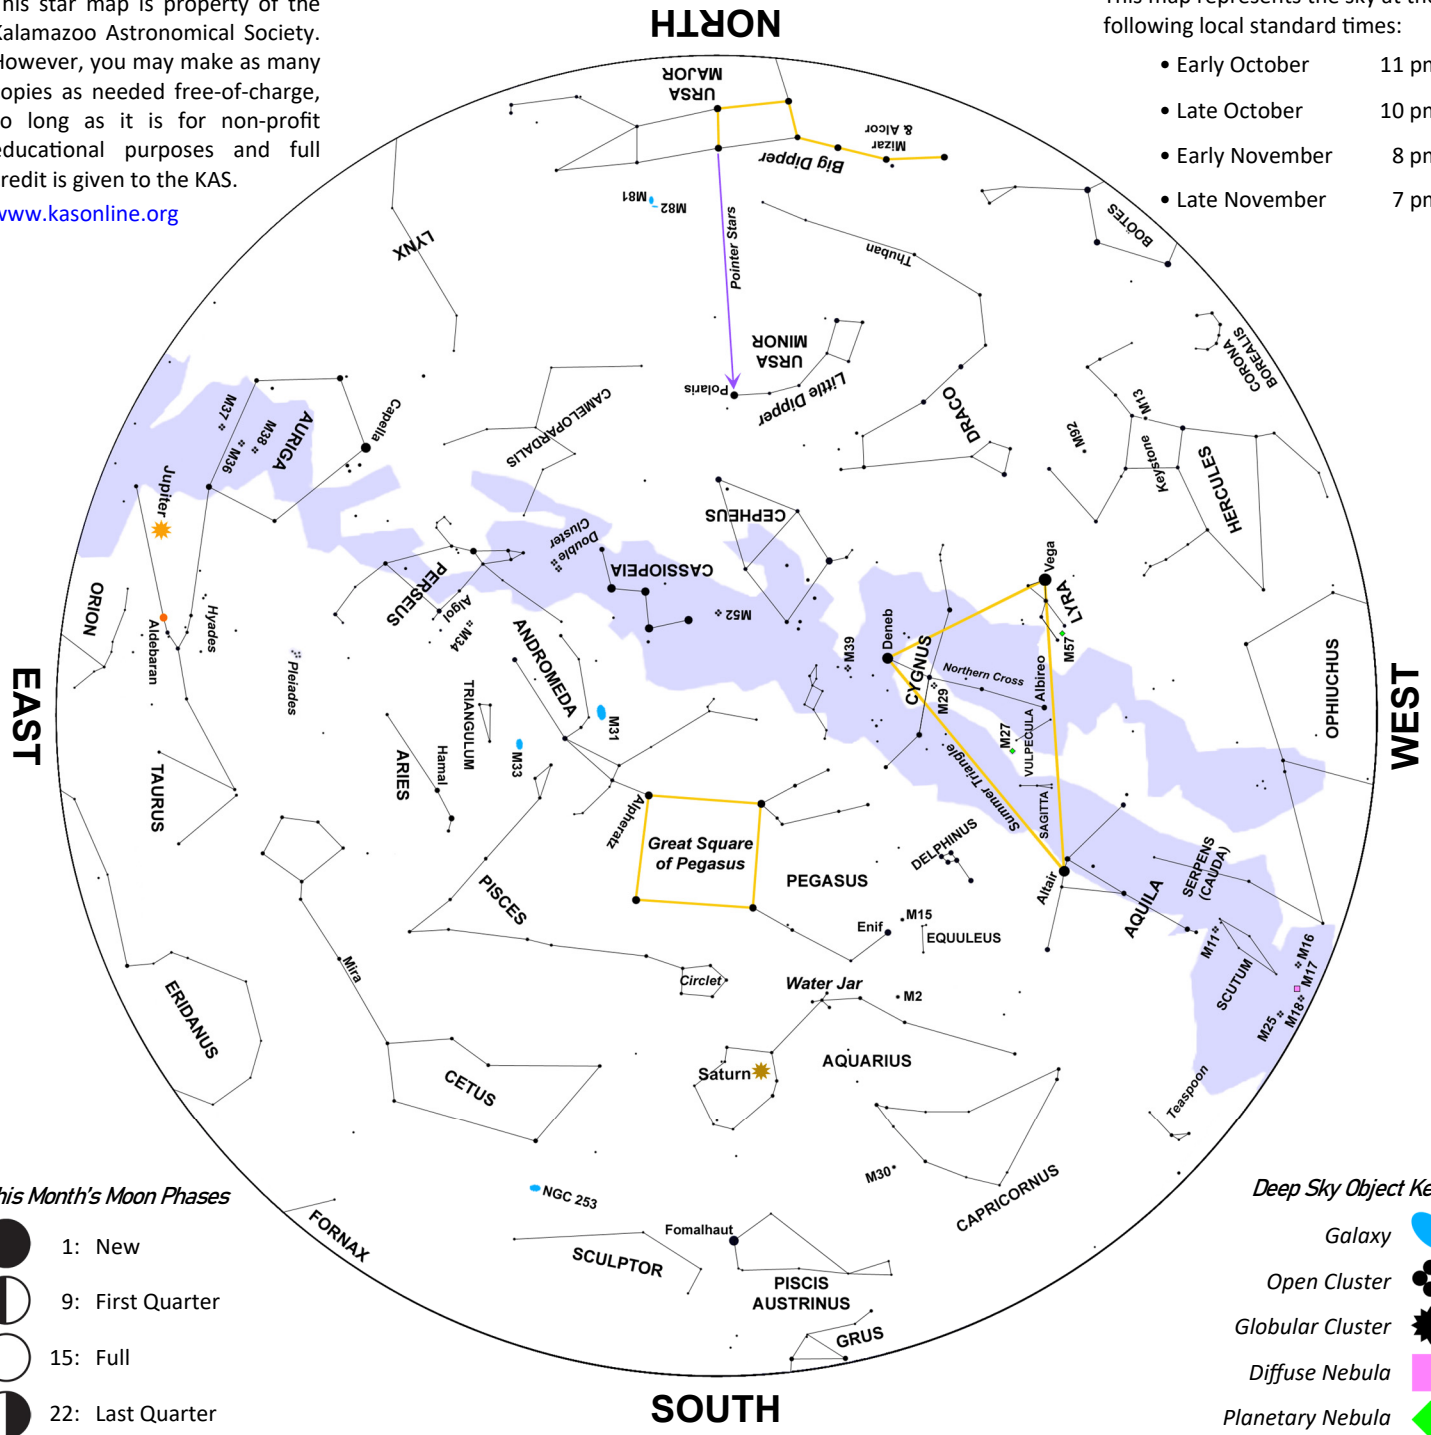 NORTH
This star map is property of the
Kalamazoo Astronomical Society.
However, you may make as many
copies as needed free-of-charge,
so long as it is for non-profit
educational purposes and full
credit is given to the KAS.
www.kasonline.org
This map represents the sky at the
following local standard times:
• Early October 11 pm
• Late October 10 pm
• Early November 8 pm
• Late November 7 pm
URSA
MAJOR
Big Dipper
Mizar
& Alcor
M81
M82
Pointer Stars
BOÖTES
LYNX
Thuban
URSA
MINOR
Little Dipper
Polaris
CORONA
BOREALIS
DRACO
CAMELOPARDALIS
M13
M92
Keystone
HERCULES
Capella
AURIGA
M37
M38
M36
Jupiter
CEPHEUS
Double
Cluster
CASSIOPEIA
M52
PERSEUS
Algol
M34
Vega
LYRA
M57
Deneb
CYGNUS
Northern Cross
Albireo
M39
M29
M27
VULPECULA
Summer Triangle
SAGITTA
ORION
Hyades
Aldebaran
Pleiades
ANDROMEDA
M31
TRIANGULUM
M33
OPHIUCHUS
EAST
WEST
TAURUS
ARIES
Hamal
Alpheratz
Great Square
of Pegasus
PEGASUS
DELPHINUS
Altair
AQUILA
SERPENS
(CAUDA)
PISCES
Enif
M15
EQUULEUS
M11
SCUTUM
M16
M17
M18
M25
Mira
Circlet
Water Jar
M2
ERIDANUS
Saturn
AQUARIUS
CETUS
Teaspoon
M30
CAPRICORNUS
NGC 253
FORNAX
SCULPTOR
Fomalhaut
PISCIS
AUSTRINUS
GRUS
SOUTH
This Month's Moon Phases
1: New
9: First Quarter
15: Full
22: Last Quarter
Deep Sky Object Key
Galaxy
Open Cluster
Globular Cluster
Diffuse Nebula
Planetary Nebula